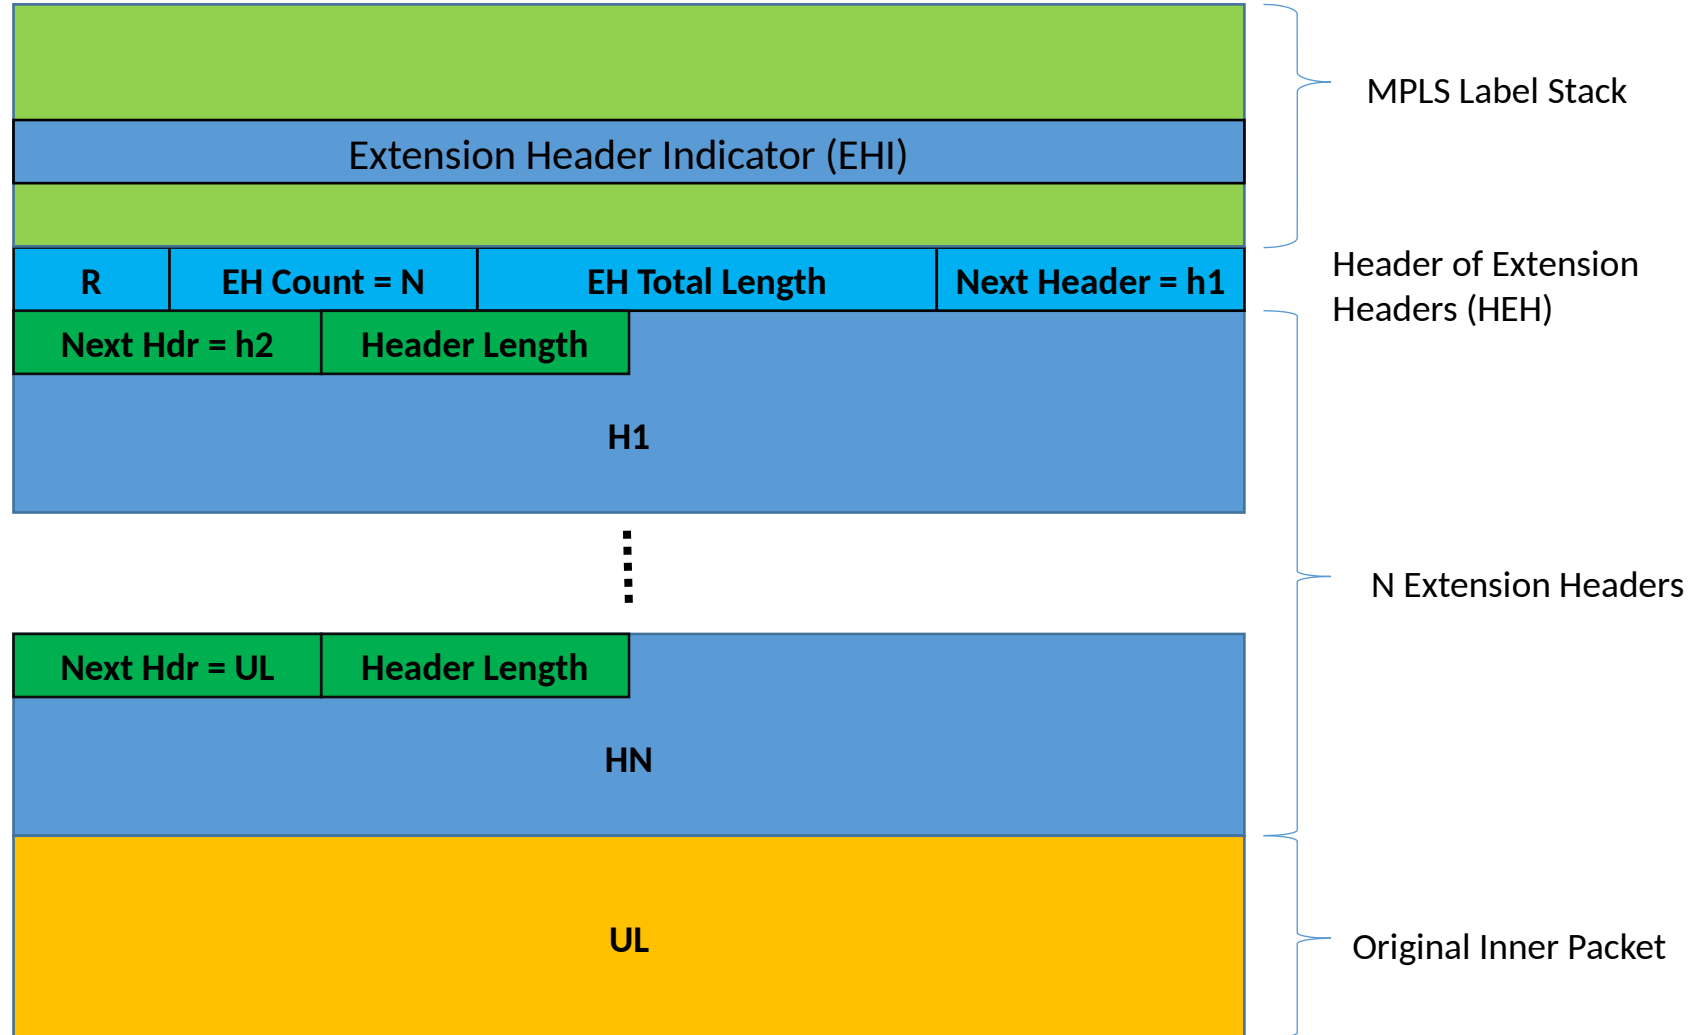 MPLS Label Stack
Extension Header Indicator (EHI)
R
EH Count = N
EH Total Length
Next Header = h1
Header of Extension
Headers (HEH)
Next Hdr = h2
Header Length
H1
N Extension Headers
Next Hdr = UL
Header Length
HN
UL
Original Inner Packet